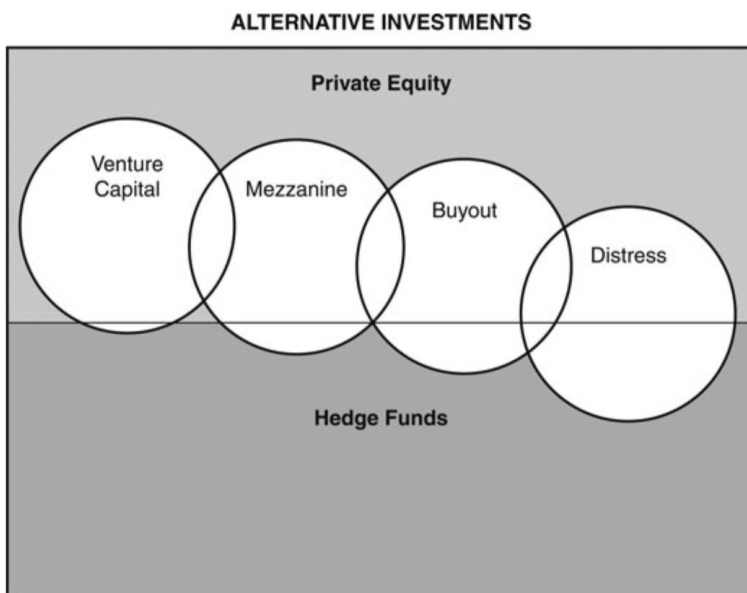 ALTERNATIVE INVESTMENTS
Private Equity
Venture
Capital
Mezzanine
Buyout
Distress
Hedge Funds